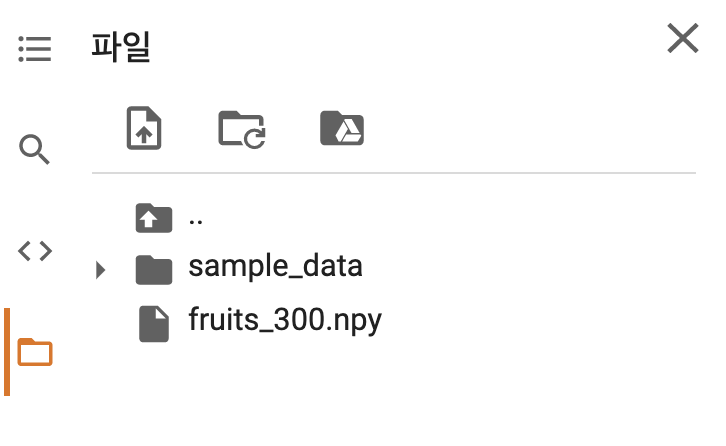 파일
..
sample_data
fruits_300.npy